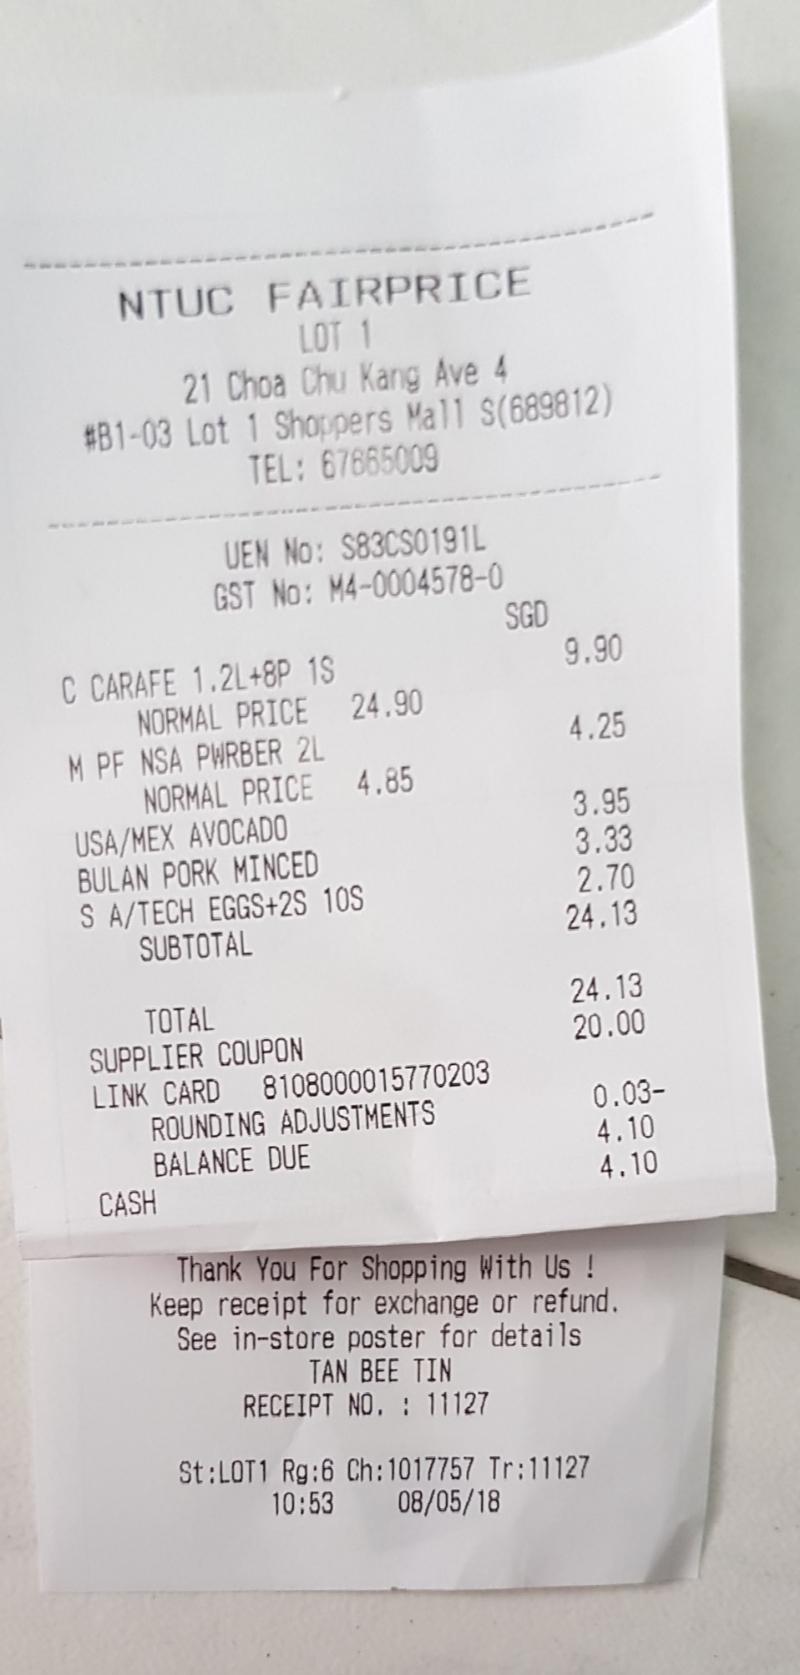 NTUC FAIRPRICE
LOT 1
21 Choa Chu Kang Ave 4
#B1-03 Lot 1 Shoppers Mall S(689812)
TEL: 67665009
UEN No: S83CS0191L
GST No: M4-0004578-0
SGD
C CARAFE 1.2L+8P 1S 9.90
NORMAL PRICE 24.90
M PF NSA PWRBER 2L 4.25
NORMAL PRICE 4.85
USA/MEX AVOCADO 3.95
BULAN PORK MINCED 3.33
S A/TECH EGGS+2S 10S 2.70
SUBTOTAL 24.13
TOTAL 24.13
SUPPLIER COUPON 20.00
LINK CARD 8108000015770203
ROUNDING ADJUSTMENTS 0.03-
BALANCE DUE 4.10
CASH 4.10
Thank You For Shopping With Us !
Keep receipt for exchange or refund.
See in-store poster for details
TAN BEE TIN
RECEIPT NO. : 11127
St:LOT1 Rg:6 Ch:1017757 Tr:11127
10:53 08/05/18